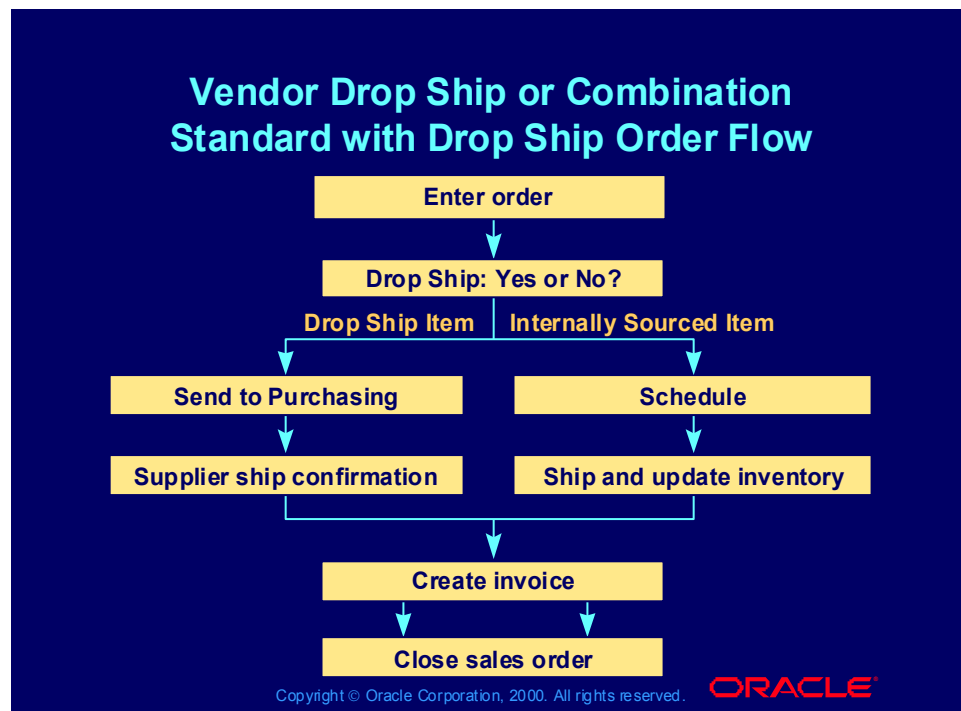 Vendor Drop Ship or Combination
Standard with Drop Ship Order Flow
Enter order
Drop Ship: Yes or No?
Drop Ship Item
Internally Sourced Item
Send to Purchasing
Schedule
Supplier ship confirmation
Ship and update inventory
Create invoice
Close sales order
Copyright © Oracle Corporation, 2000. All rights reserved.
ORACLE®